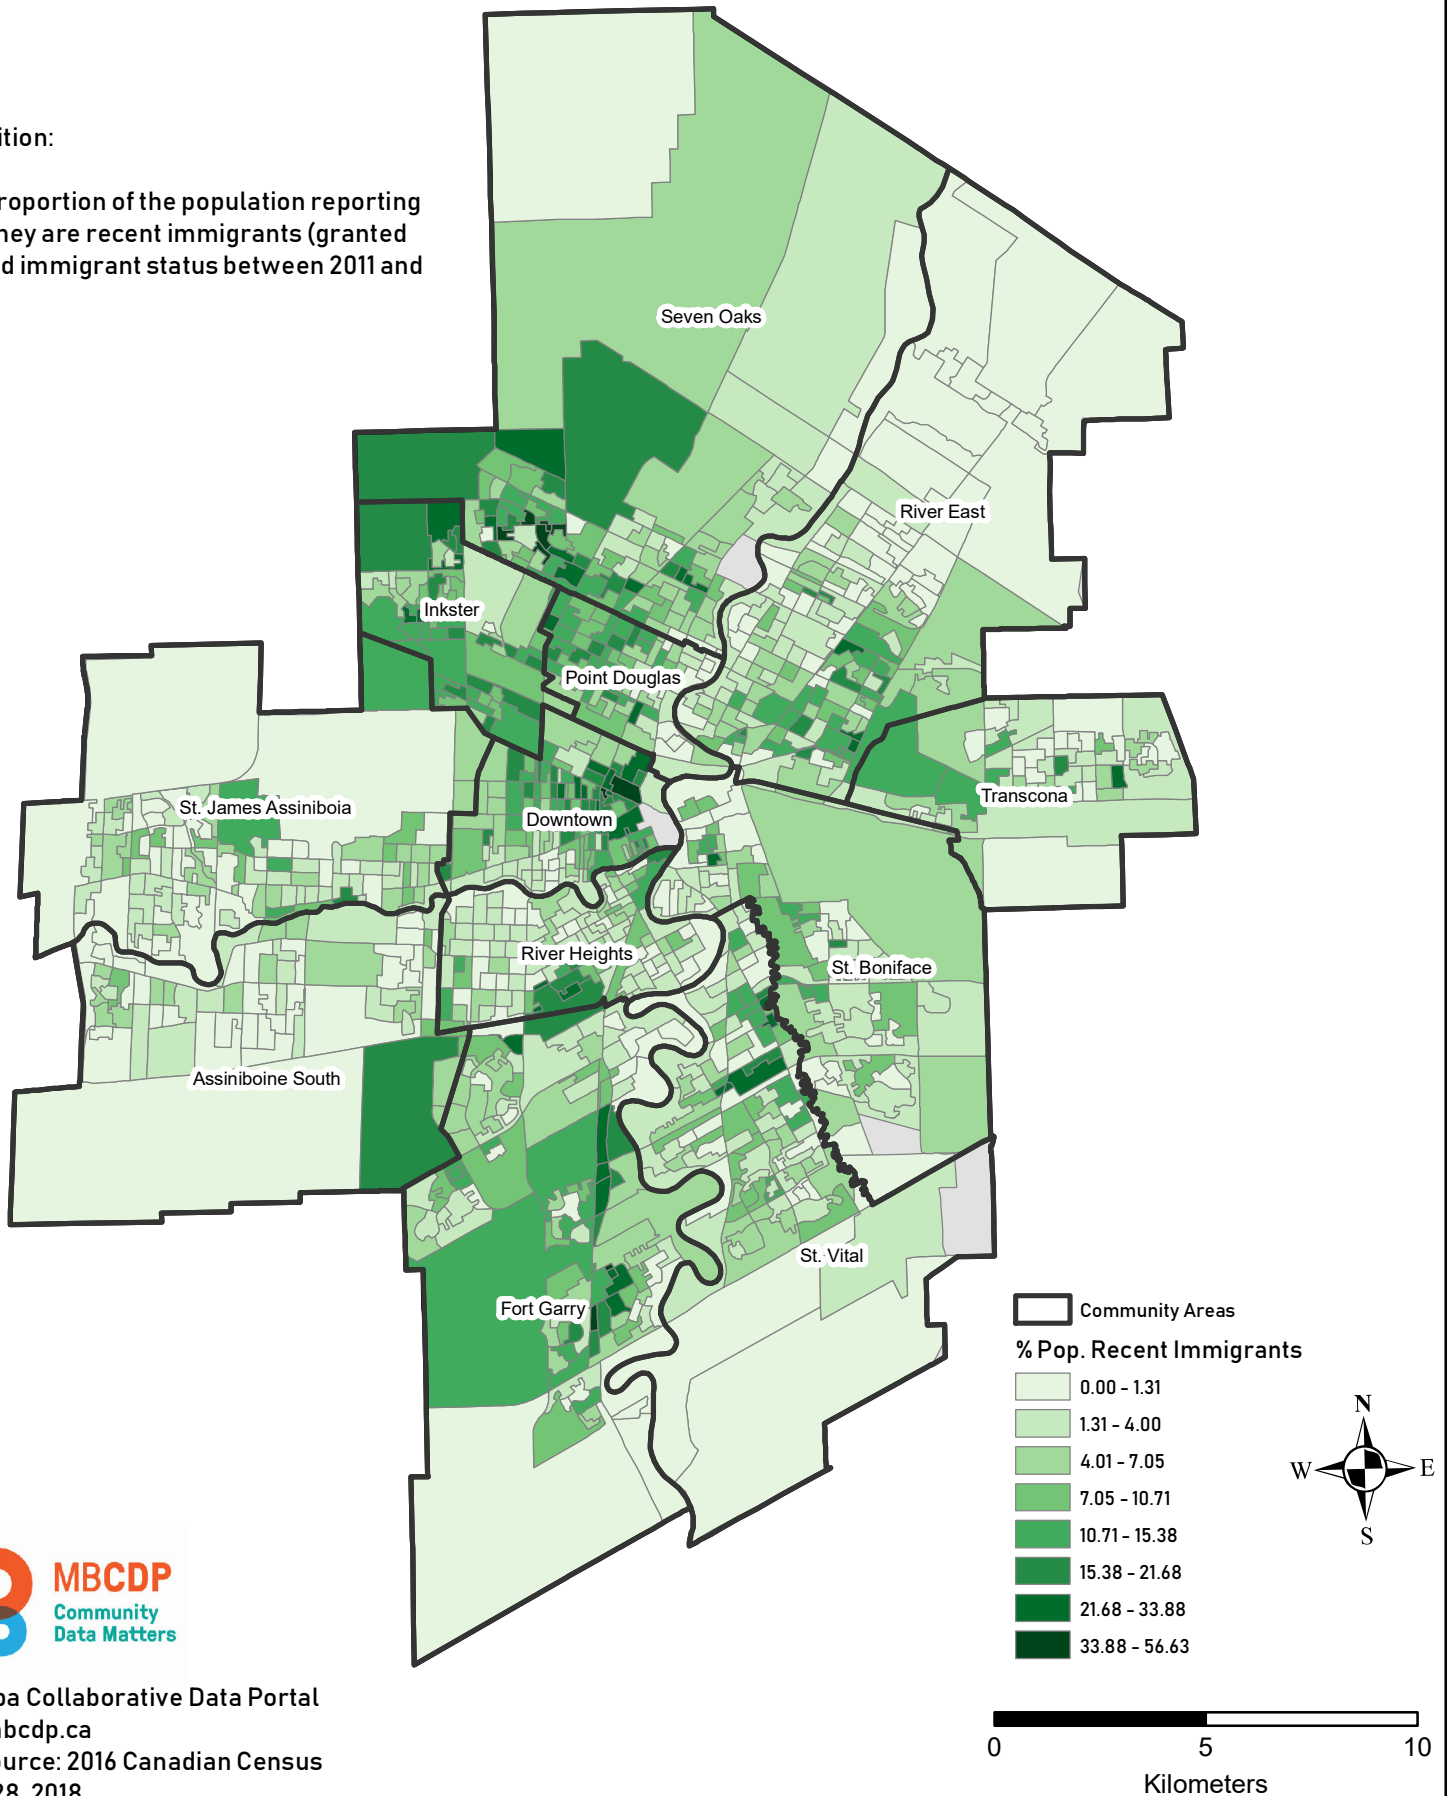 ition:
roportion of the population reporting
hey are recent immigrants (granted
d immigrant status between 2011 and
Seven Oaks
River East
Inkster
Point Douglas
St. James Assiniboia
Downtown
Transcona
River Heights
St. Boniface
Assiniboine South
St. Vital
Fort Garry
Community Areas
% Pop. Recent Immigrants
0.00 - 1.31
1.31 - 4.00
4.01 - 7.05
7.05 - 10.71
10.71 - 15.38
15.38 - 21.68
21.68 - 33.88
33.88 - 56.63
N
W E
S
MBCDP
Community
Data Matters
ba Collaborative Data Portal
bcdp.ca
urce: 2016 Canadian Census
28, 2018
0 5 10
Kilometers